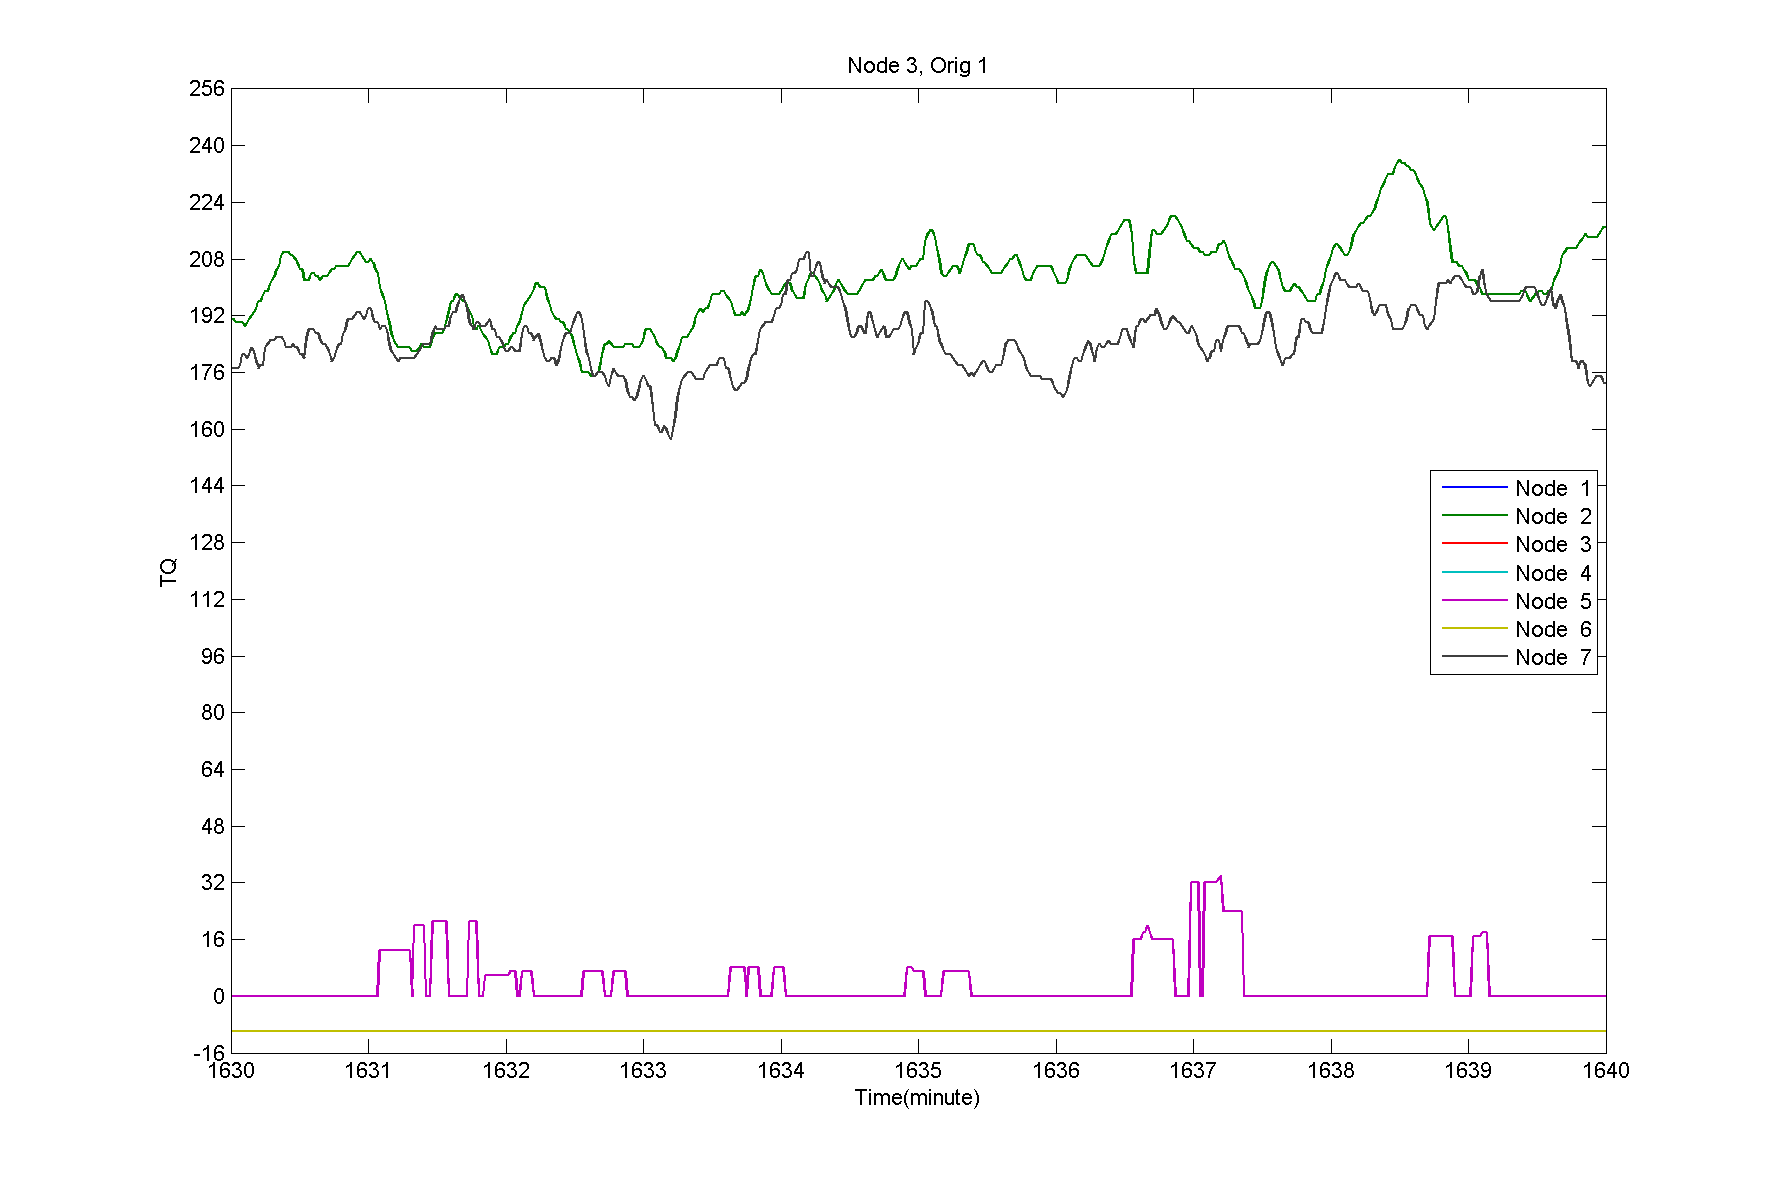 Node 3, Orig 1
256
240
224
208
192
176
160
144
128
112
96
80
64
48
32
16
0
-16
TQ
Node 1
Node 2
Node 3
Node 4
Node 5
Node 6
Node 7
1630 1631 1632 1633 1634 1635 1636 1637 1638 1639 1640
Time(minute)